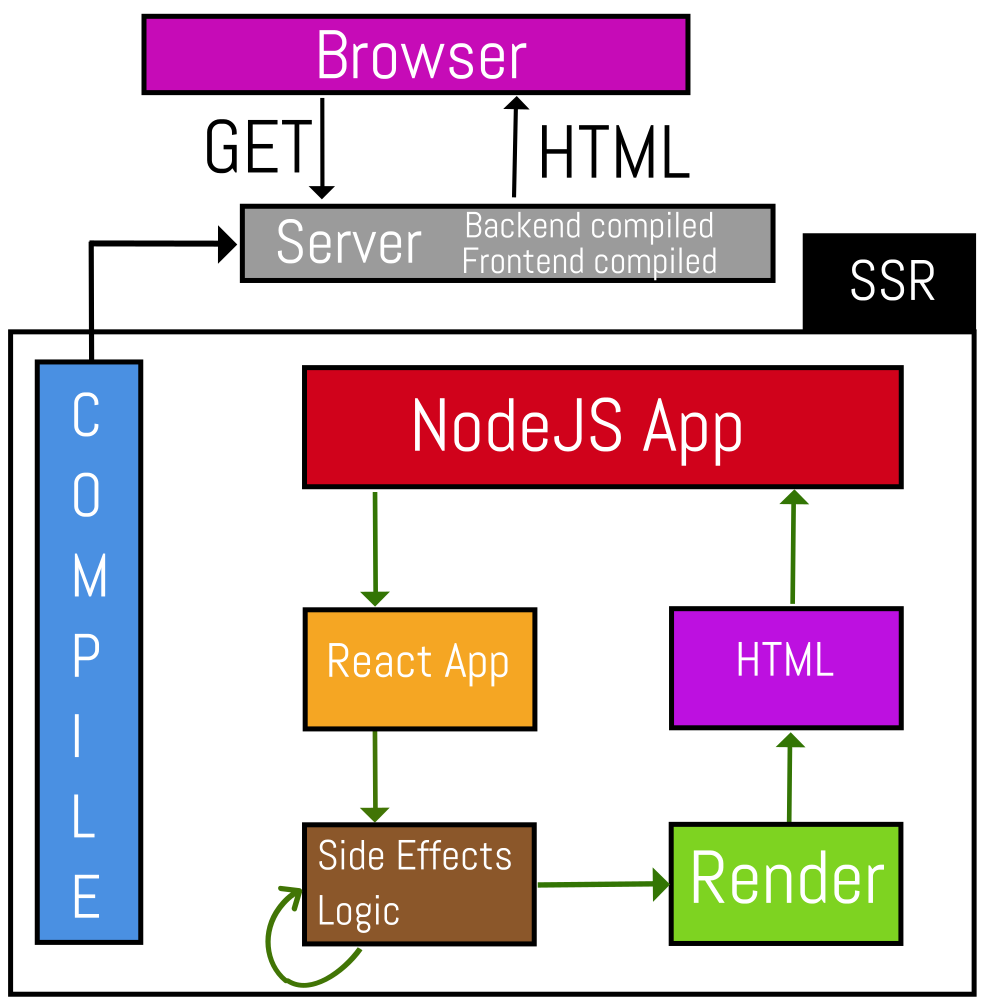 Browser
GET
HTML
Server
Backend compiled
Frontend compiled
SSR
COMPILE
NodeJS App
React App
HTML
Side Effects
Logic
Render